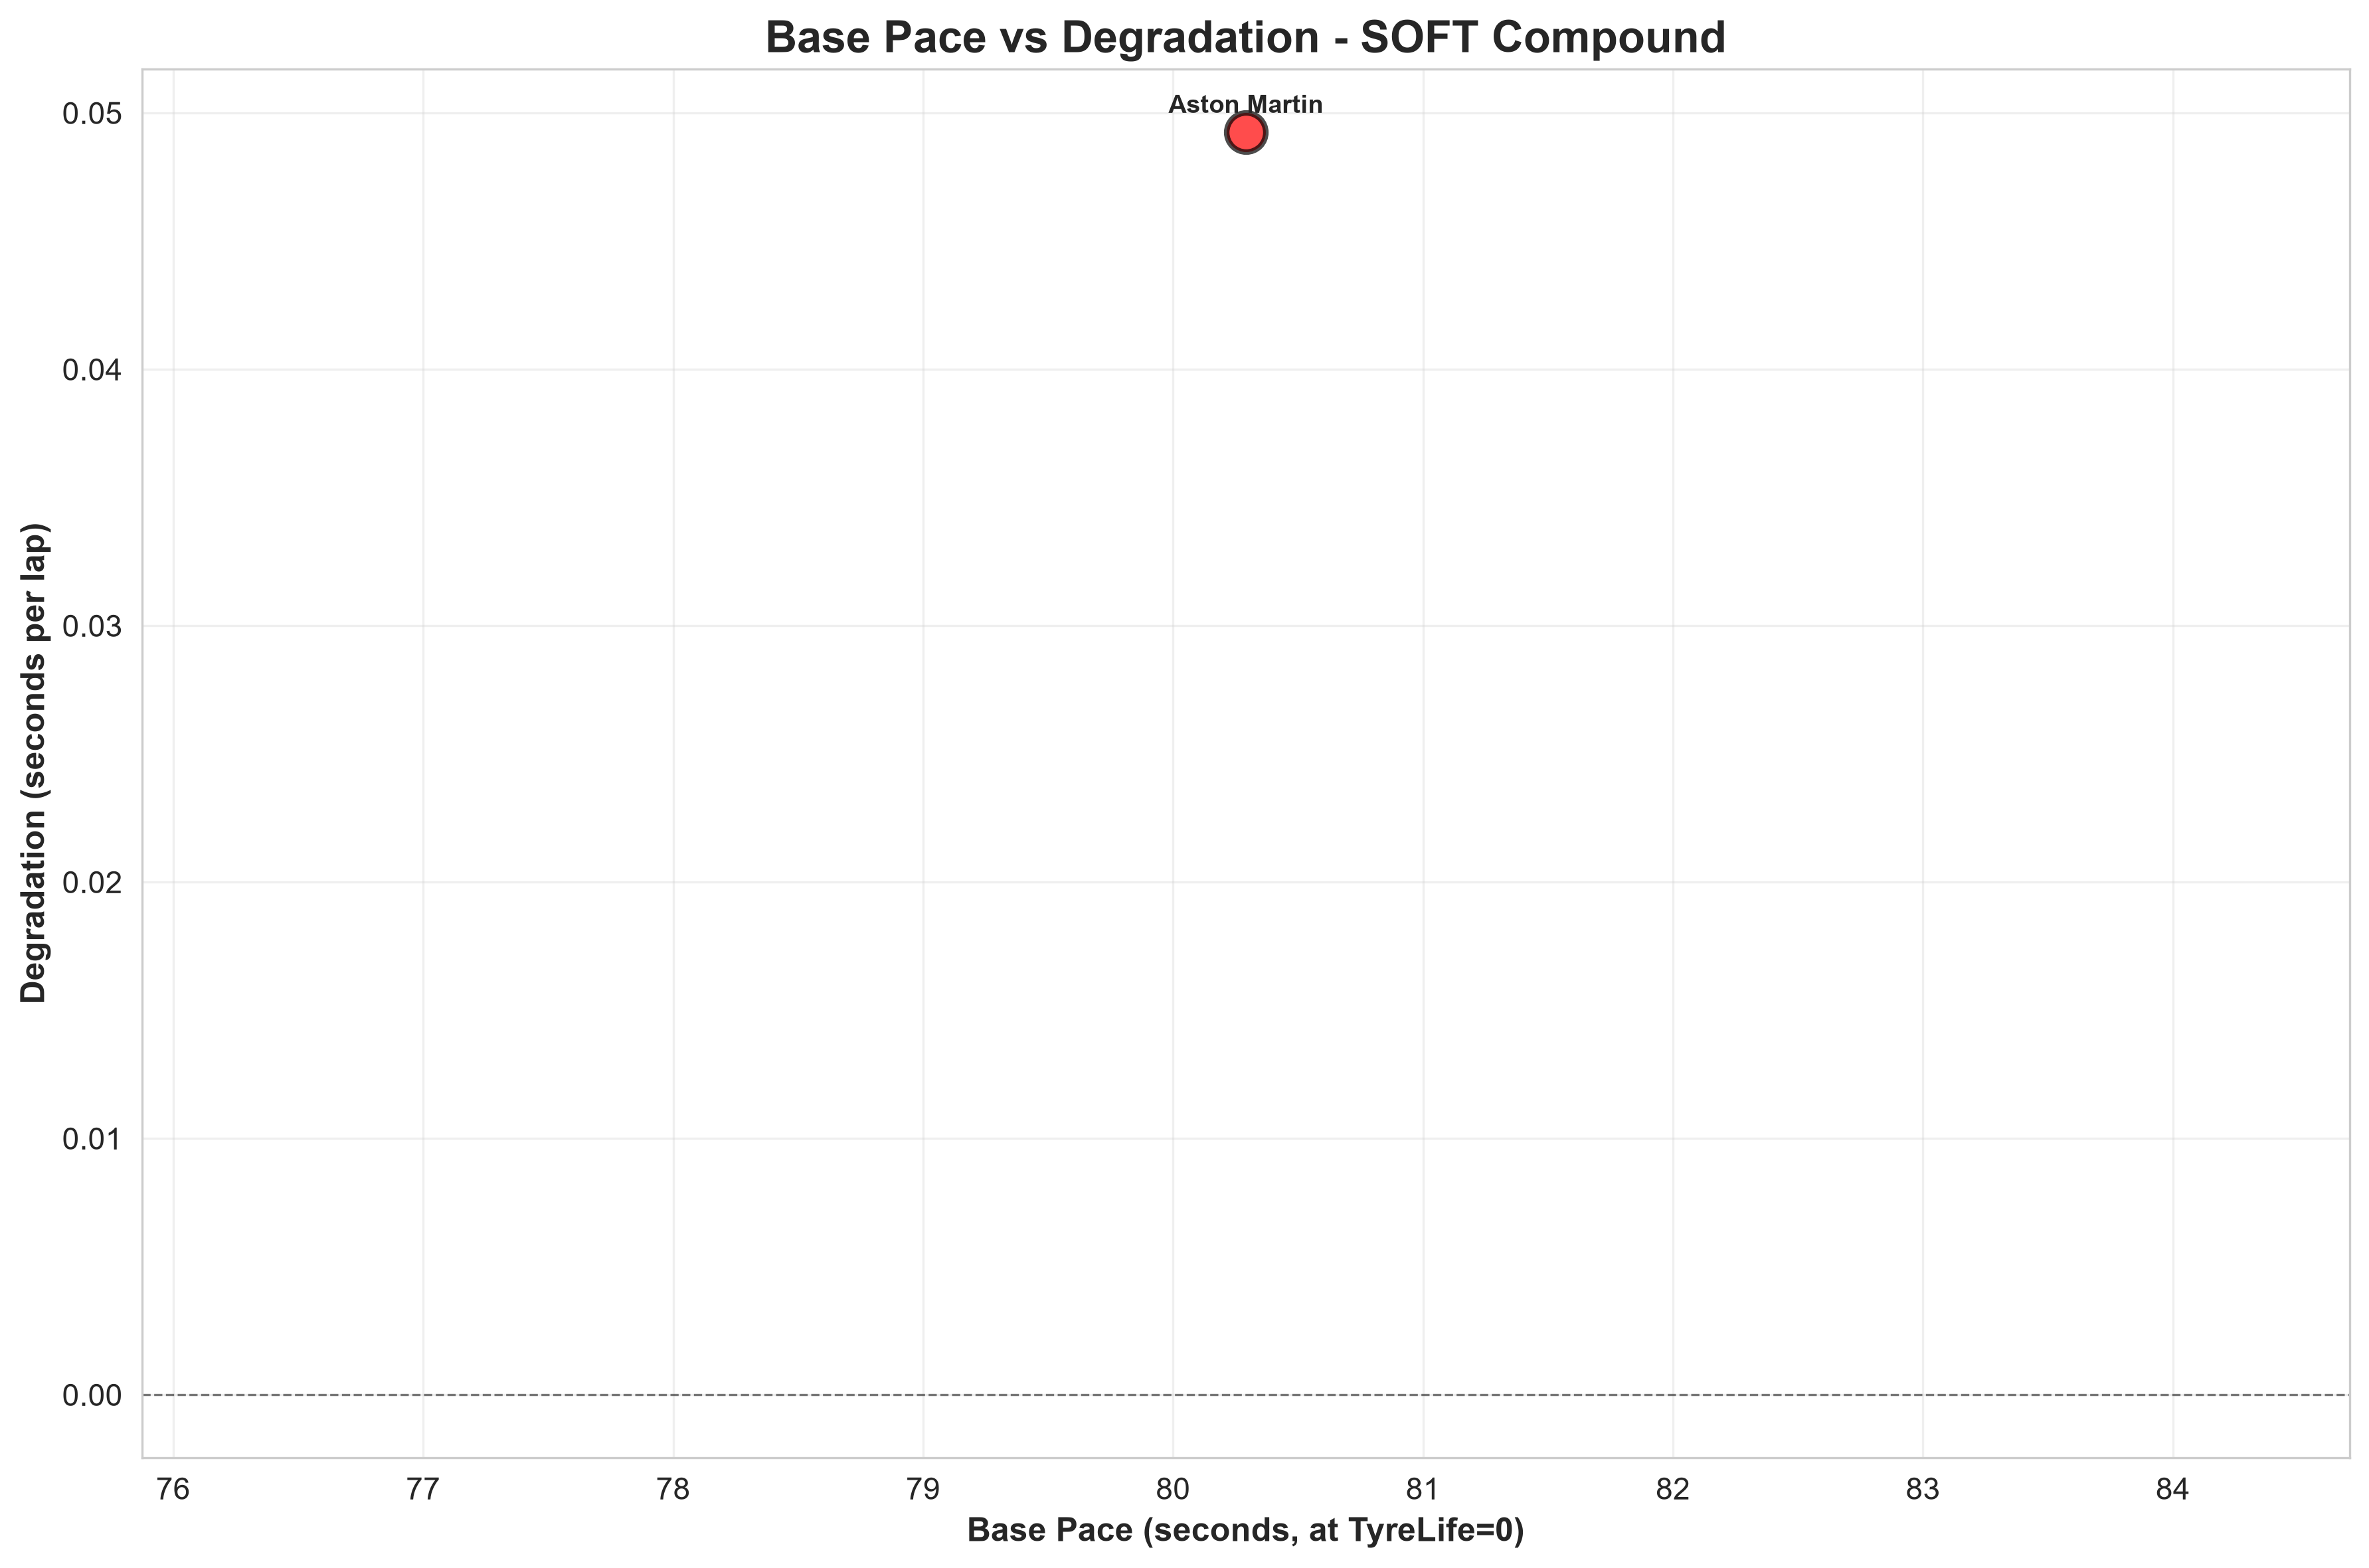 Base Pace vs Degradation - SOFT Compound
Aston Martin
Degradation (seconds per lap)
0.05
0.04
0.03
0.02
0.01
0.00
76 77 78 79 80 81 82 83 84
Base Pace (seconds, at TyreLife=0)